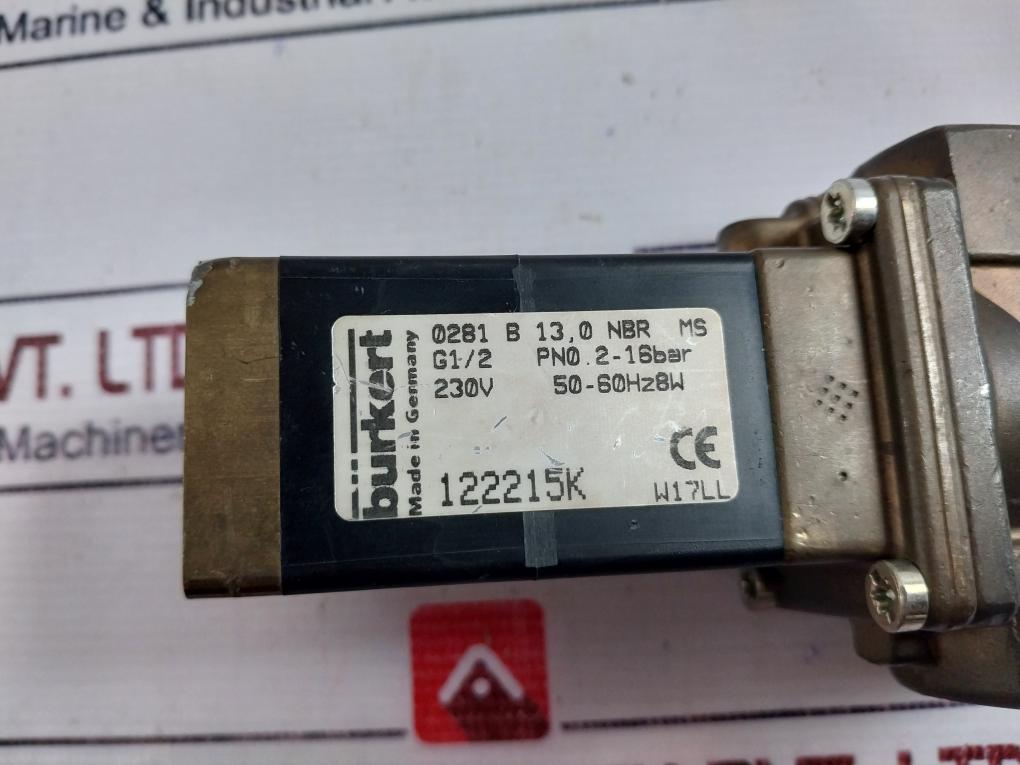 Marine & Industrial
VT. LTD
Machiner
bürkert
Made in Germany
0281 B 13,0 NBR MS
G1/2 PN0.2-16bar
230V 50-60Hz8W
CE
122215K
W17LL